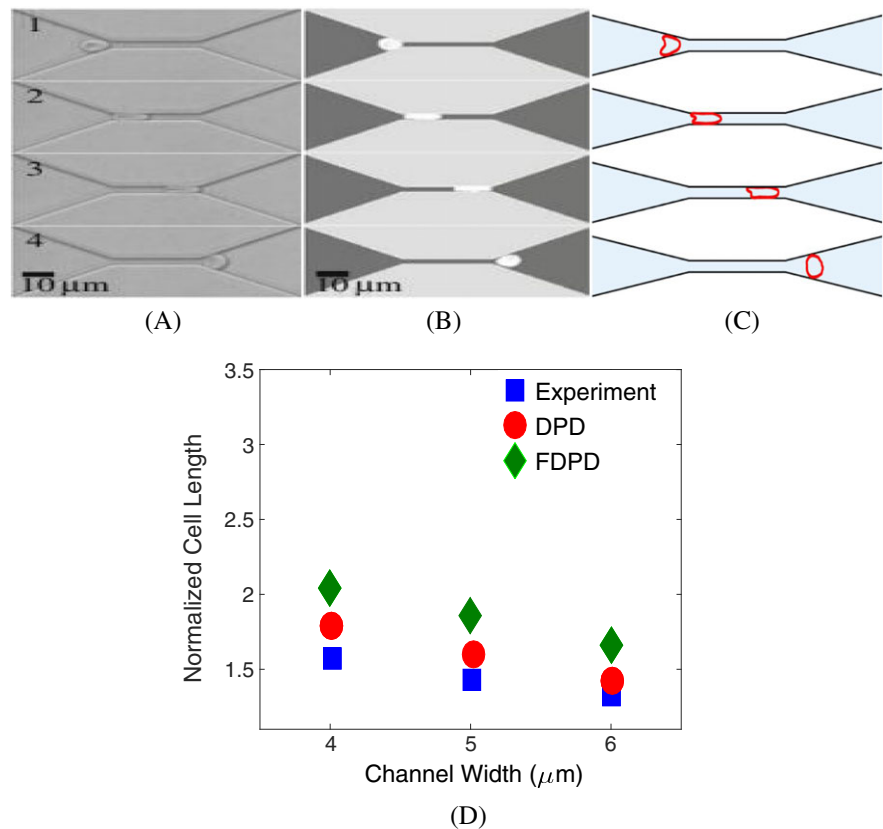 1
2
3
4
10 μm
10 μm
(A)
(B)
(C)
3.5
3
2.5
2
1.5
Normalized Cell Length
Experiment
DPD
FDPD
4
5
6
Channel Width (μm)
(D)